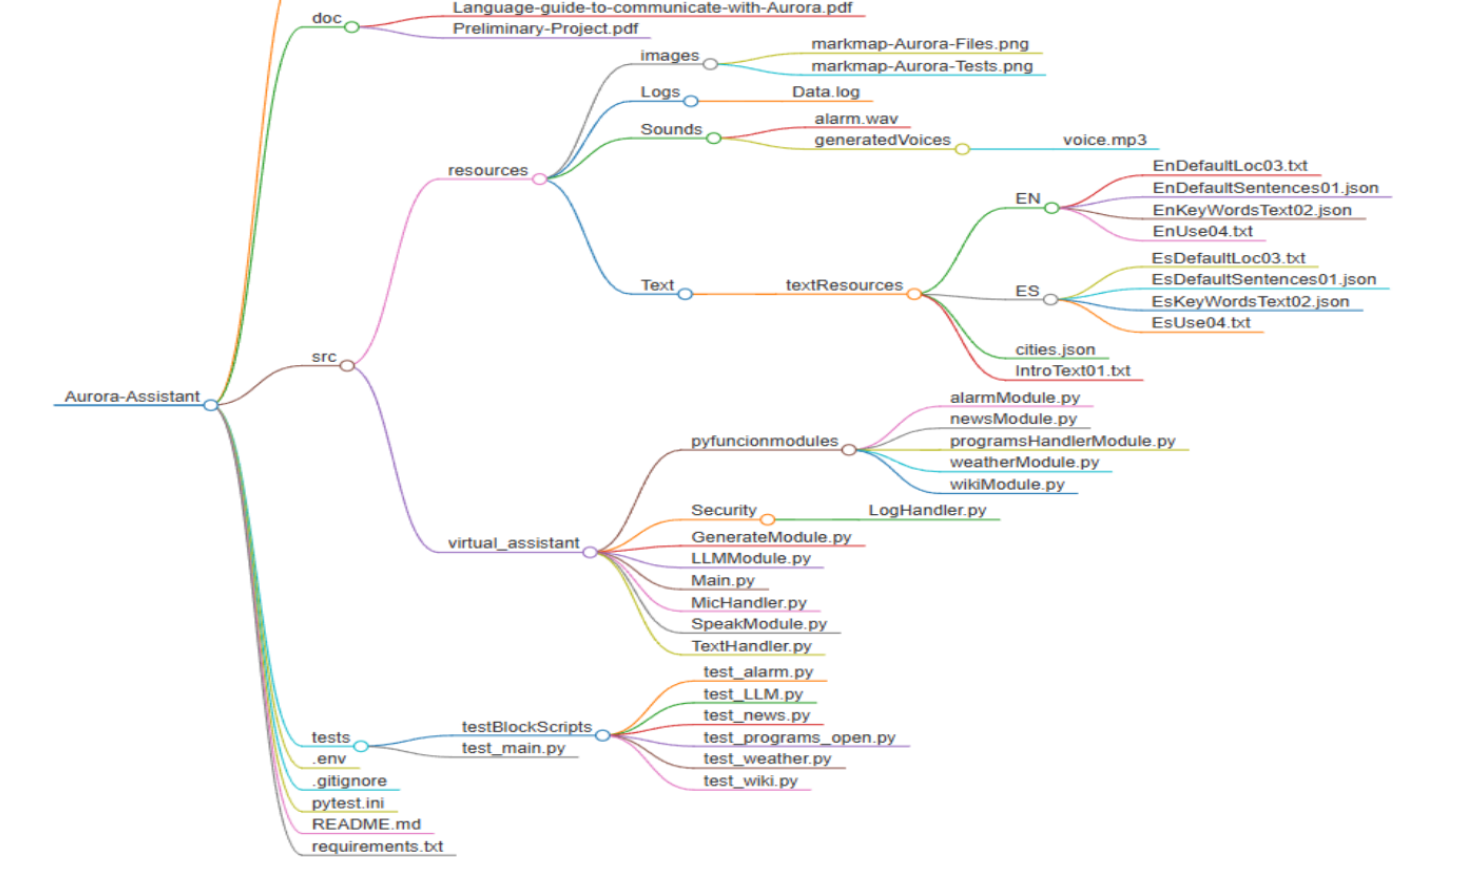 Language-guide-to-communicate-with-Aurora.pdf
doc
Preliminary-Project.pdf
markmap-Aurora-Files.png
images
markmap-Aurora-Tests.png
Logs
Data.log
alarm.wav
Sounds
generatedVoices
voice.mp3
resources
EnDefaultLoc03.txt
EnDefaultSentences01.json
EN
EnKeyWordsText02.json
EnUse04.txt
EsDefaultLoc03.txt
EsDefaultSentences01.json
Text
textResources
ES
EsKeyWordsText02.json
EsUse04.txt
cities.json
IntroText01.txt
src
Aurora-Assistant
alarmModule.py
newsModule.py
pyfuncionmodules
programsHandlerModule.py
weatherModule.py
wikiModule.py
Security
LogHandler.py
virtual_assistant
GenerateModule.py
LLMModule.py
Main.py
MicHandler.py
SpeakModule.py
TextHandler.py
test_alarm.py
test_LLM.py
test_news.py
tests
testBlockScripts
test_programs_open.py
test_main.py
test_weather.py
test_wiki.py
.env
.gitignore
pytest.ini
README.md
requirements.txt